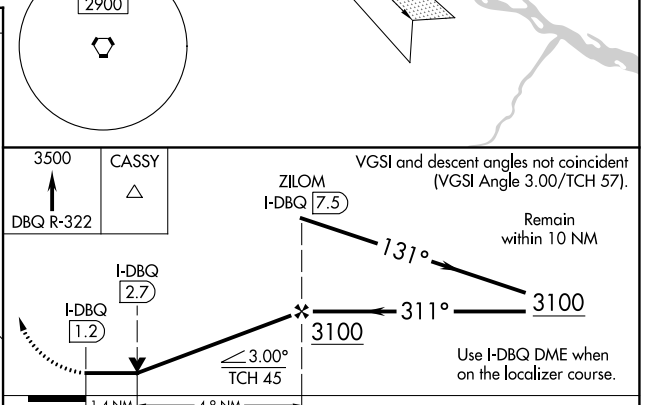 2900
3500
CASSY
DBQ R-322
VGSI and descent angles not coincident
(VGSI Angle 3.00/TCH 57).
ZILOM
I-DBQ 7.5
Remain
within 10 NM
131°
I-DBQ
2.7
I-DBQ
1.2
3100
311°
3100
3.00°
TCH 45
Use I-DBQ DME when
on the localizer course.
1.4 NM
4.8 NM